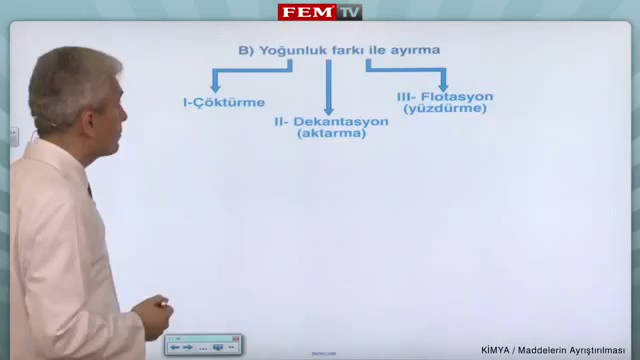 FEM TV
B) Yoğunluk farkı ile ayırma
I-Çöktürme
II- Dekantasyon
(aktarma)
III- Flotasyon
(yüzdürme)
KİMYA / Maddelerin Ayrıştırılması